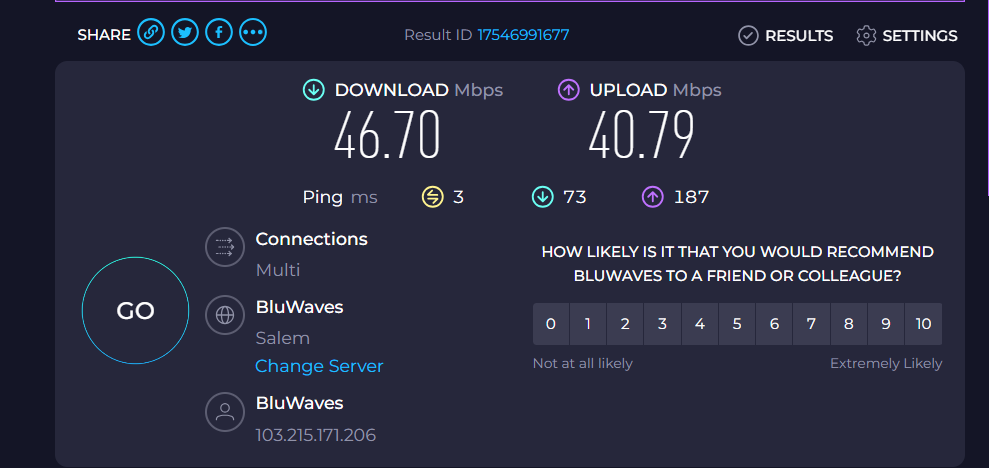 SHARE Result ID 17546991677 RESULTS SETTINGS
DOWNLOAD Mbps UPLOAD Mbps
46.70 40.79
Ping ms 3 73 187
Connections
Multi
GO
BluWaves
Salem
Change Server
BluWaves
103.215.171.206
HOW LIKELY IS IT THAT YOU WOULD RECOMMEND
BLUWAVES TO A FRIEND OR COLLEAGUE?
0 1 2 3 4 5 6 7 8 9 10
Not at all likely Extremely Likely